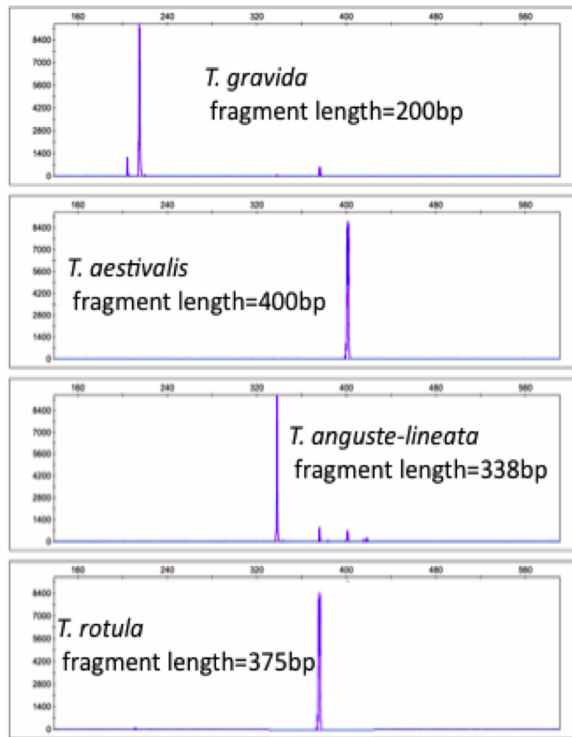 160 240 320 400 480 560
8400
7000
5600
4200
2800
1400
0
T. gravida
fragment length=200bp
160 240 320 400 480 560
8400
7000
5600
4200
2800
1400
0
T. aestivalis
fragment length=400bp
160 240 320 400 480 560
8400
7000
5600
4200
2800
1400
0
T. anguste-lineata
fragment length=338bp
160 240 320 400 480 560
8400
7000
5600
4200
2800
1400
0
T. rotula
fragment length=375bp